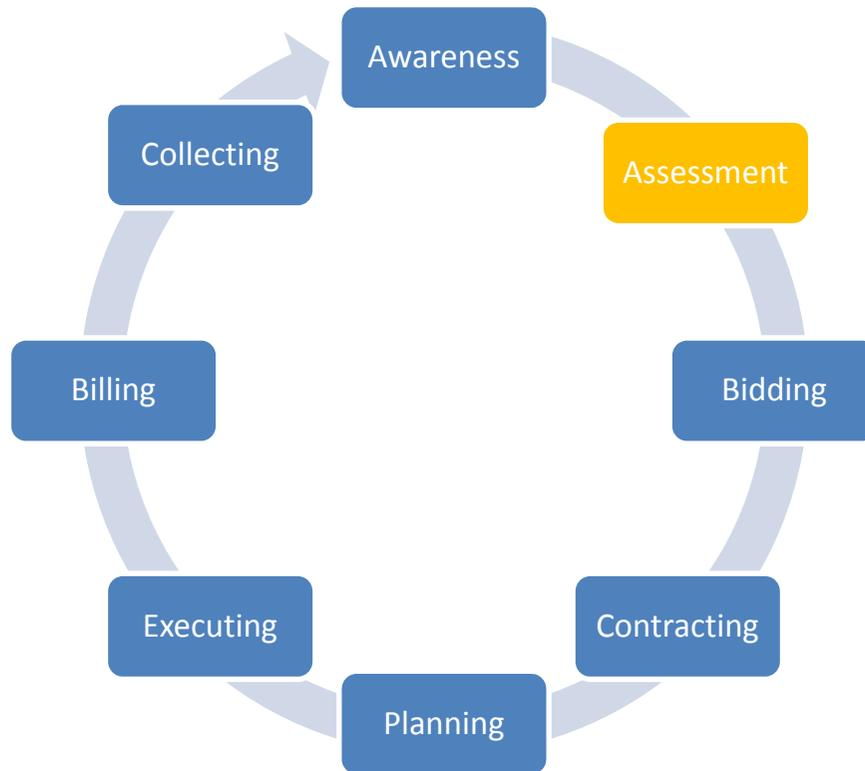 Awareness
Assessment
Bidding
Contracting
Planning
Executing
Billing
Collecting